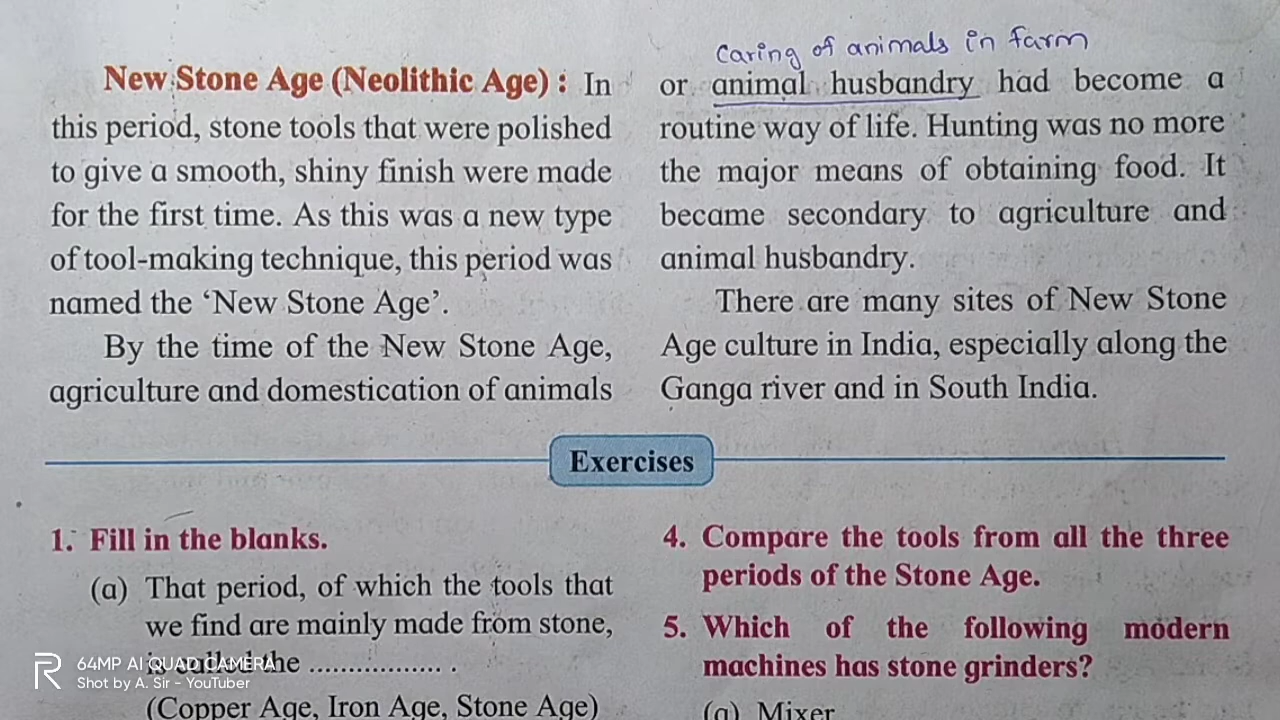 New Stone Age (Neolithic Age) : In
this period, stone tools that were polished
to give a smooth, shiny finish were made
for the first time. As this was a new type
of tool-making technique, this period was
named the ‘New Stone Age’.
By the time of the New Stone Age,
agriculture and domestication of animals
caring of animals in farm
or animal husbandry had become a
routine way of life. Hunting was no more
the major means of obtaining food. It
became secondary to agriculture and
animal husbandry.
There are many sites of New Stone
Age culture in India, especially along the
Ganga river and in South India.
Exercises
1. Fill in the blanks.
(a) That period, of which the tools that
we find are mainly made from stone,
is called the ................. .
(Copper Age, Iron Age, Stone Age)
4. Compare the tools from all the three
periods of the Stone Age.
5. Which of the following modern
machines has stone grinders?
(a) Mixer
R
64MP AI QUAD CAMERA
Shot by A. Sir - YouTuber